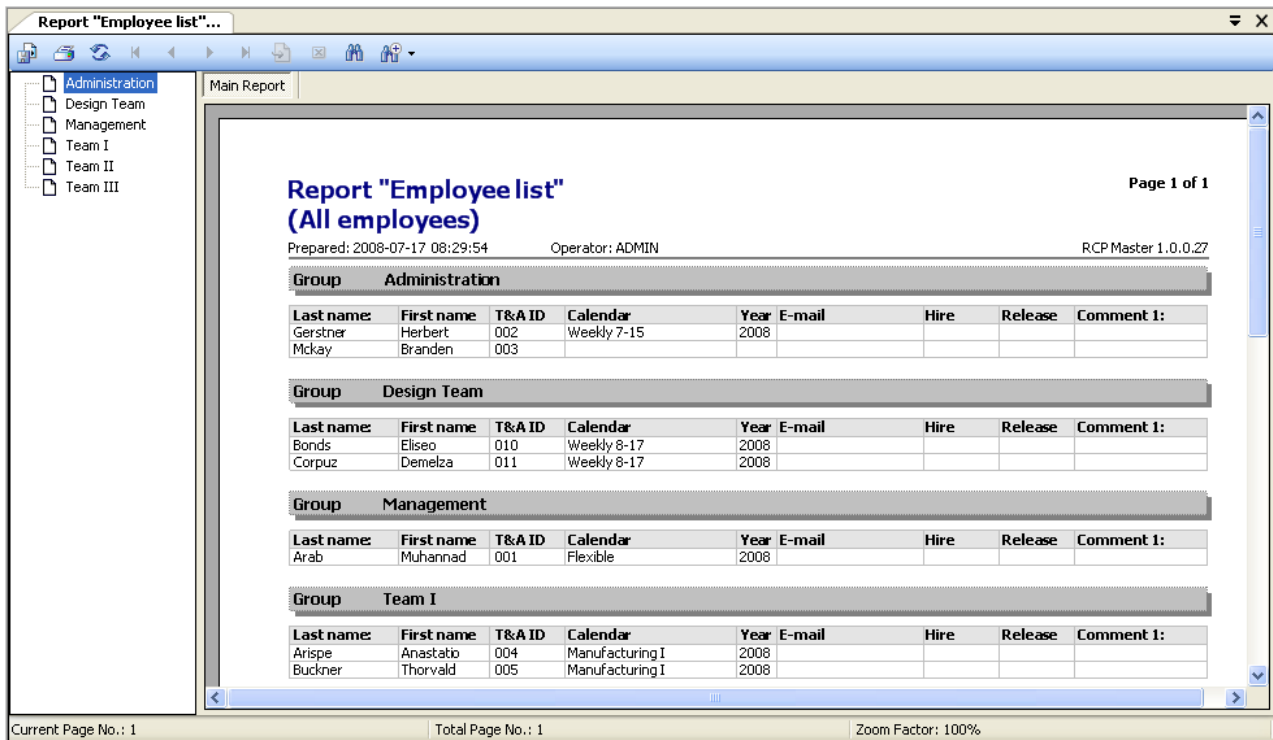 Report "Employee list"...
Administration
Design Team
Management
Team I
Team II
Team III
Main Report
Report "Employee list" Page 1 of 1
(All employees)
Prepared: 2008-07-17 08:29:54 Operator: ADMIN RCP Master 1.0.0.27
Group Administration
Last name: First name T&A ID Calendar Year E-mail Hire Release Comment 1:
Gerstner Herbert 002 Weekly 7-15 2008
Mckay Branden 003
Group Design Team
Last name: First name T&A ID Calendar Year E-mail Hire Release Comment 1:
Bonds Eliseo 010 Weekly 8-17 2008
Corpuz Demelza 011 Weekly 8-17 2008
Group Management
Last name: First name T&A ID Calendar Year E-mail Hire Release Comment 1:
Arab Muhannad 001 Flexible 2008
Group Team I
Last name: First name T&A ID Calendar Year E-mail Hire Release Comment 1:
Arispe Anastatio 004 Manufacturing I 2008
Buckner Thorvald 005 Manufacturing I 2008
Current Page No.: 1 Total Page No.: 1 Zoom Factor: 100%